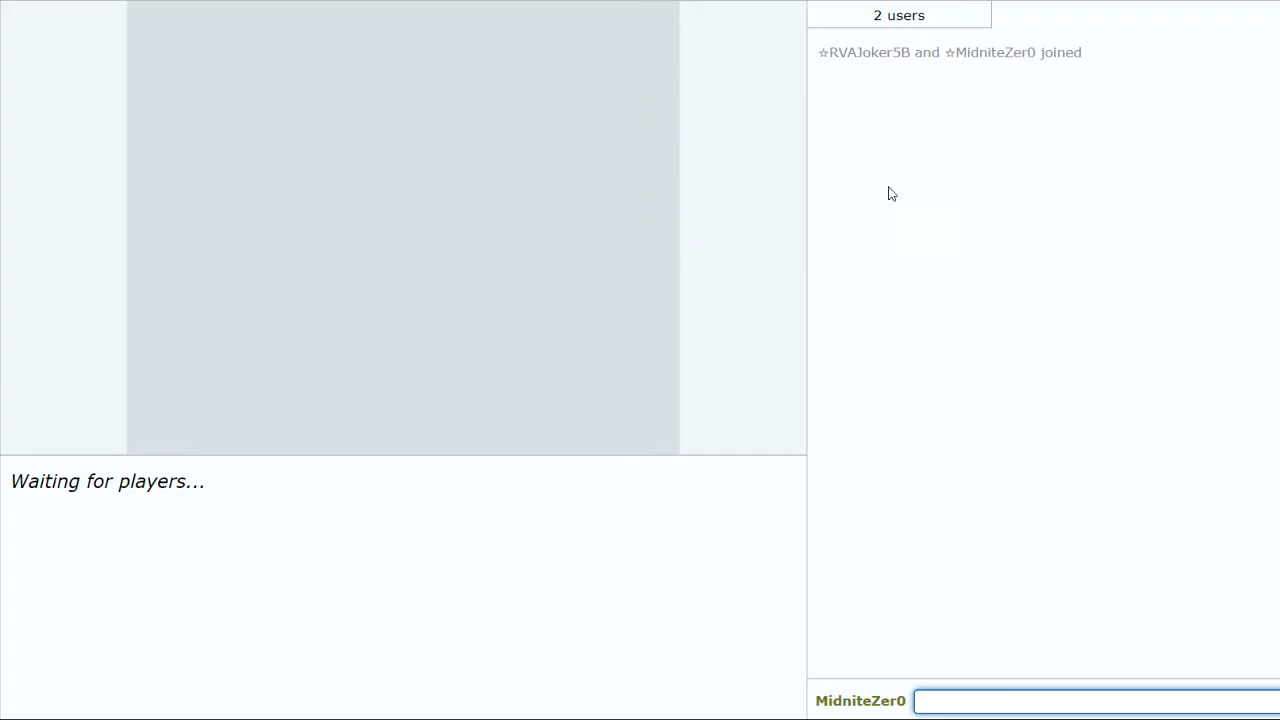 2 users
☆RVAJoker5B and ☆MidniteZer0 joined
Waiting for players...
MidniteZer0